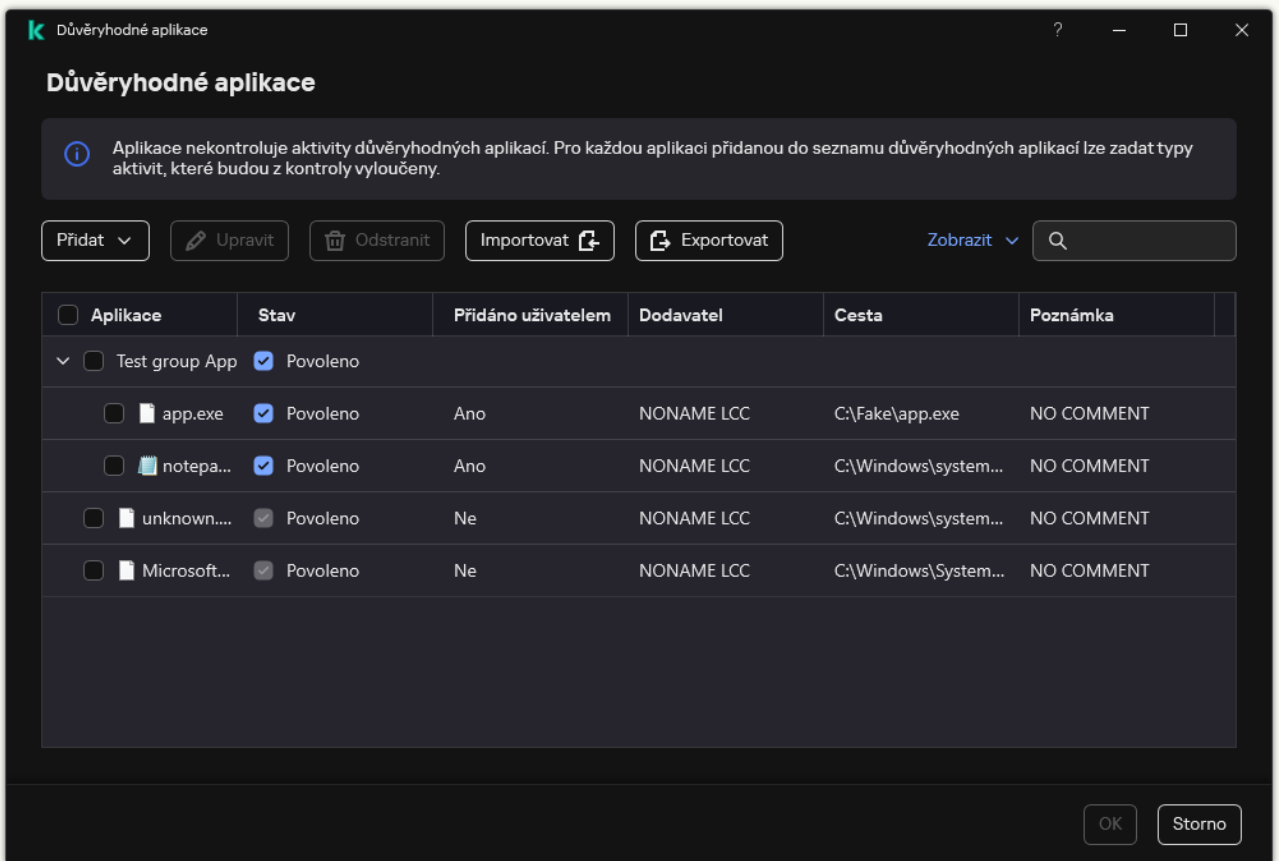 Důvěryhodné aplikace
?
Důvěryhodné aplikace
Aplikace nekontroluje aktivity důvěryhodných aplikací. Pro každou aplikaci přidanou do seznamu důvěryhodných aplikací lze zadat typy
aktivit, které budou z kontroly vyloučeny.
Přidat Upravit Odstranit Importovat Exportovat Zobrazit
Aplikace Stav Přidáno uživatelem Dodavatel Cesta Poznámka
Test group App Povoleno
app.exe Povoleno Ano NONAME LCC C:\Fake\app.exe NO COMMENT
notepa... Povoleno Ano NONAME LCC C:\Windows\system... NO COMMENT
unknown.... Povoleno Ne NONAME LCC C:\Windows\system... NO COMMENT
Microsoft... Povoleno Ne NONAME LCC C:\Windows\System... NO COMMENT
OK Storno